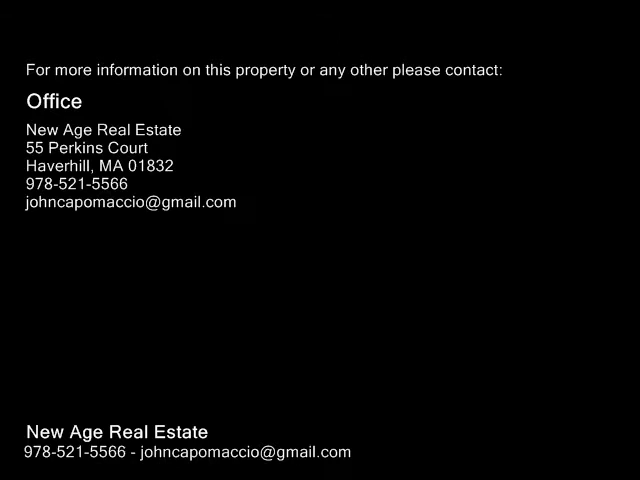 For more information on this property or any other please contact:
Office
New Age Real Estate
55 Perkins Court
Haverhill, MA 01832
978-521-5566
johncapomaccio@gmail.com
New Age Real Estate
978-521-5566 - johncapomaccio@gmail.com